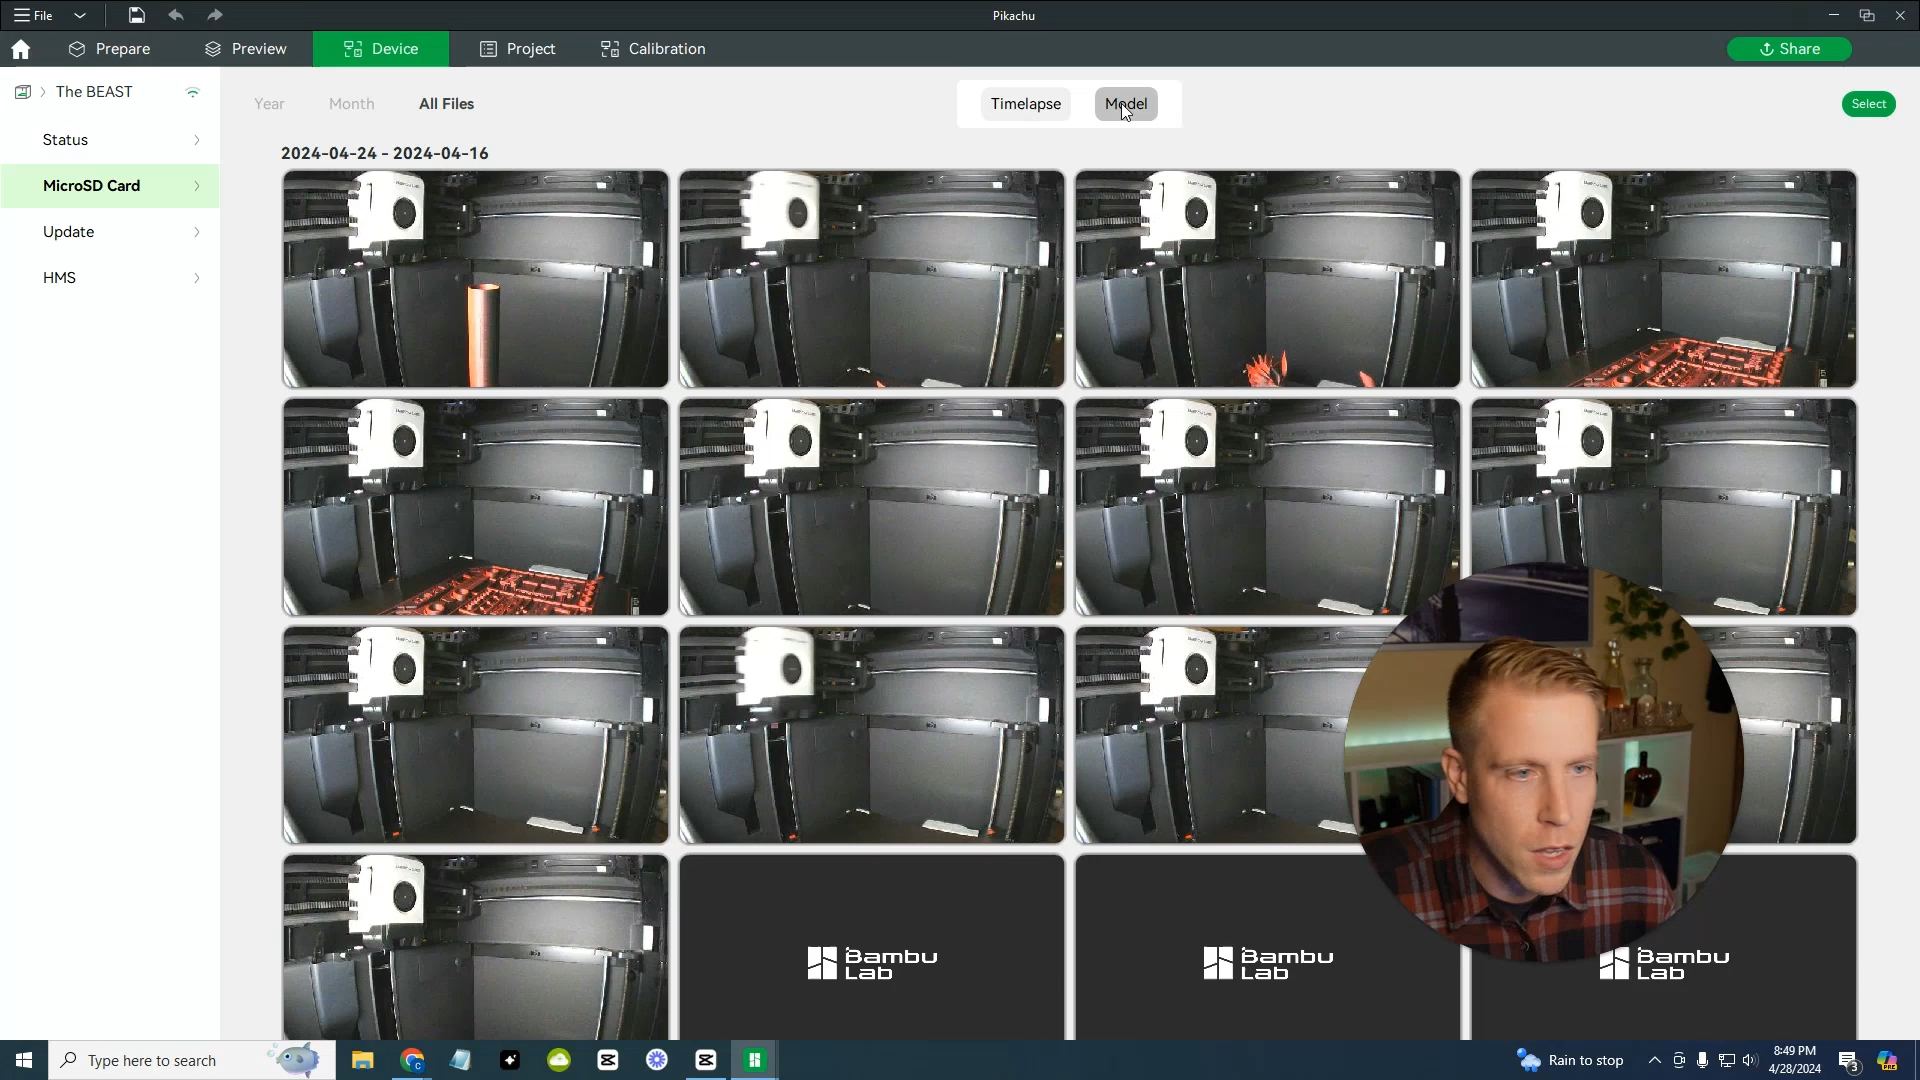 File
Pikachu
Prepare
Preview
Device
Project
Calibration
Share
The BEAST
Year
Month
All Files
Timelapse
Model
Select
Status
2024-04-24 - 2024-04-16
MicroSD Card
Update
HMS
Bambu
Lab
Bambu
Lab
Bambu
Lab
Type here to search
Rain to stop
8:49 PM
4/28/2024
3